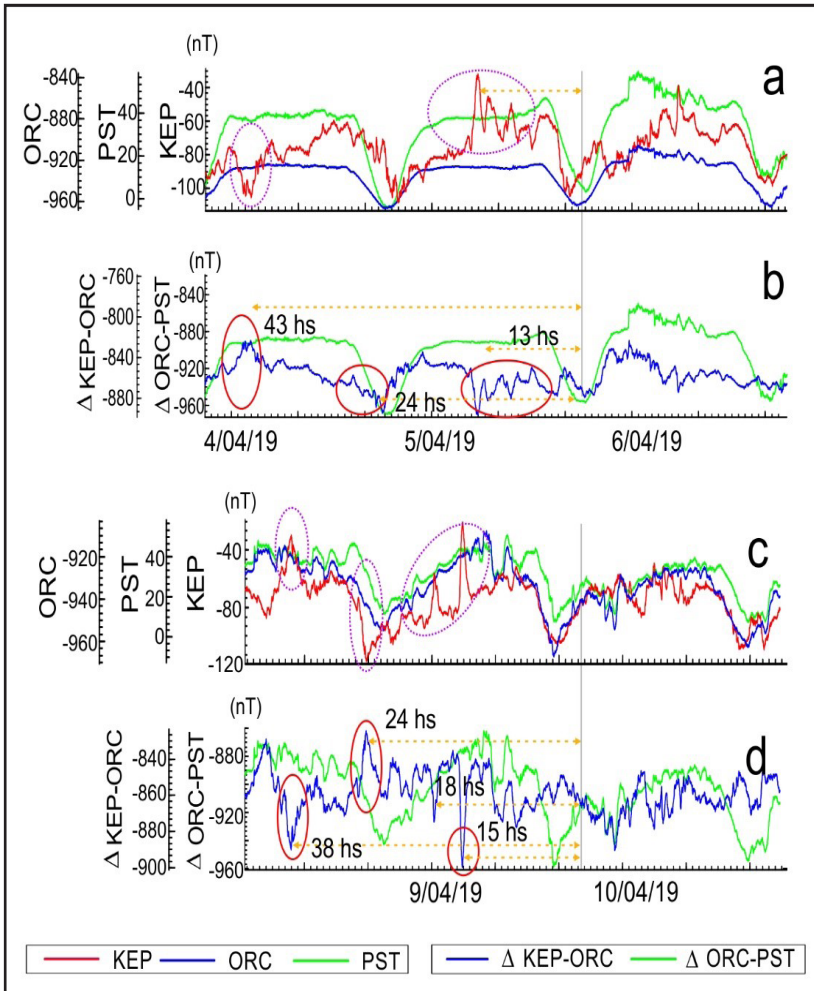 (nT)
a
ORC
-840
-880
-920
-960
PST
40
20
0
KEP
-40
-60
-80
-100
(nT)
b
Δ KEP-ORC
-760
-800
-840
-880
Δ ORC-PST
-840
-880
-920
-960
43 hs
13 hs
24 hs
4/04/19 5/04/19 6/04/19
(nT)
c
ORC
-920
-940
-960
PST
40
20
0
KEP
-40
-80
-120
(nT)
d
Δ KEP-ORC
-840
-860
-880
-900
Δ ORC-PST
-880
-920
-960
24 hs
18 hs
15 hs
38 hs
9/04/19 10/04/19
KEP ORC PST Δ KEP-ORC Δ ORC-PST